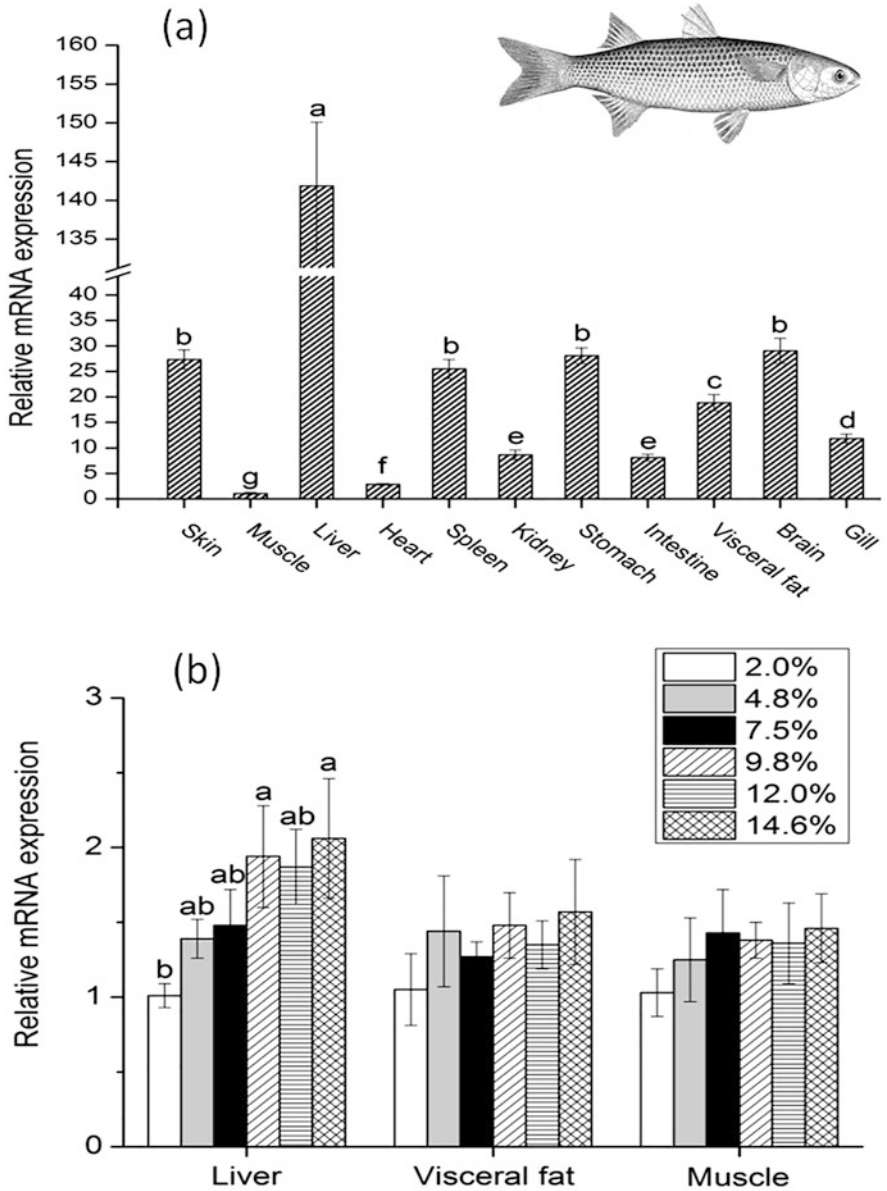 (a)
Relative mRNA expression
160
155
150
145
140
135
40
35
30
25
20
15
10
5
0
b
g
a
f
b
e
b
e
c
b
d
Skin
Muscle
Liver
Heart
Spleen
Kidney
Stomach
Intestine
Visceral fat
Brain
Gill
(b)
2.0%
4.8%
7.5%
9.8%
12.0%
14.6%
Relative mRNA expression
3
2
1
0
b
ab
ab
a
ab
a
Liver
Visceral fat
Muscle